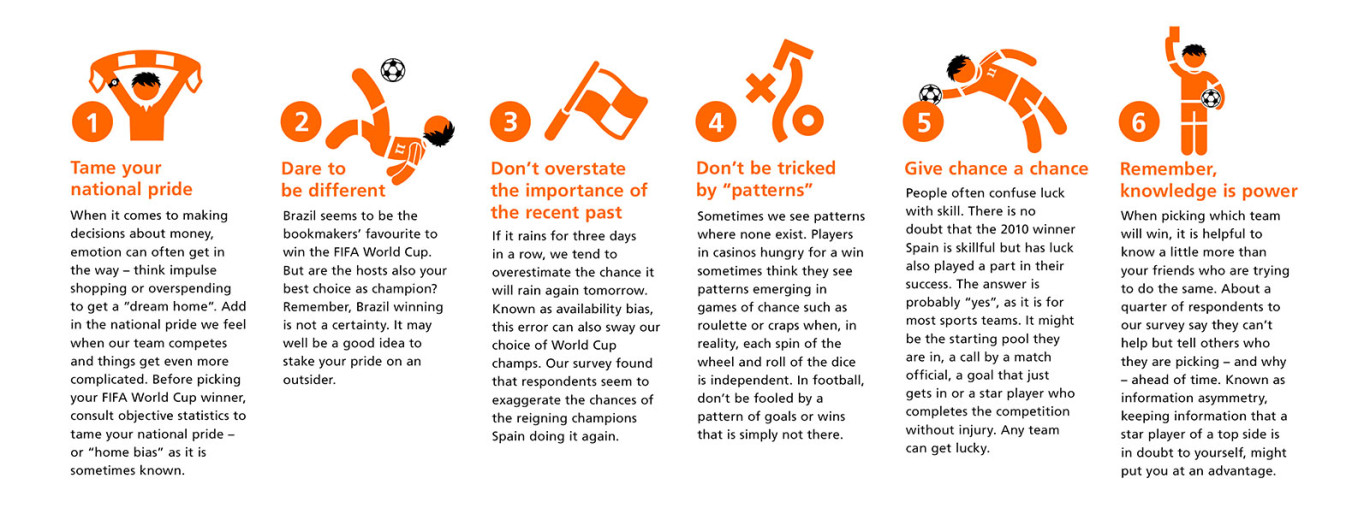 1
Tame your
national pride
When it comes to making
decisions about money,
emotion can often get in
the way – think impulse
shopping or overspending
to get a “dream home”. Add
in the national pride we feel
when our team competes
and things get even more
complicated. Before picking
your FIFA World Cup winner,
consult objective statistics to
tame your national pride –
or “home bias” as it is
sometimes known.
2
Dare to
be different
Brazil seems to be the
bookmakers’ favourite to
win the FIFA World Cup.
But are the hosts also your
best choice as champion?
Remember, Brazil winning
is not a certainty. It may
well be a good idea to
stake your pride on an
outsider.
3
Don’t overstate
the importance of
the recent past
If it rains for three days
in a row, we tend to
overestimate the chance it
will rain again tomorrow.
Known as availability bias,
this error can also sway our
choice of World Cup
champs. Our survey found
that respondents seem to
exaggerate the chances of
the reigning champions
Spain doing it again.
4
Don’t be tricked
by “patterns”
Sometimes we see patterns
where none exist. Players
in casinos hungry for a win
sometimes think they see
patterns emerging in
games of chance such as
roulette or craps when, in
reality, each spin of the
wheel and roll of the dice
is independent. In football,
don’t be fooled by a
pattern of goals or wins
that is simply not there.
5
Give chance a chance
People often confuse luck
with skill. There is no
doubt that the 2010 winner
Spain is skillful but has luck
also played a part in their
success. The answer is
probably “yes”, as it is for
most sports teams. It might
be the starting pool they
are in, a call by a match
official, a goal that just
gets in or a star player who
completes the competition
without injury. Any team
can get lucky.
6
Remember,
knowledge is power
When picking which team
will win, it is helpful to
know a little more than
your friends who are trying
to do the same. About a
quarter of respondents to
our survey say they can’t
help but tell others who
they are picking – and why
– ahead of time. Known as
information asymmetry,
keeping information that a
star player of a top side is
in doubt to yourself, might
put you at an advantage.